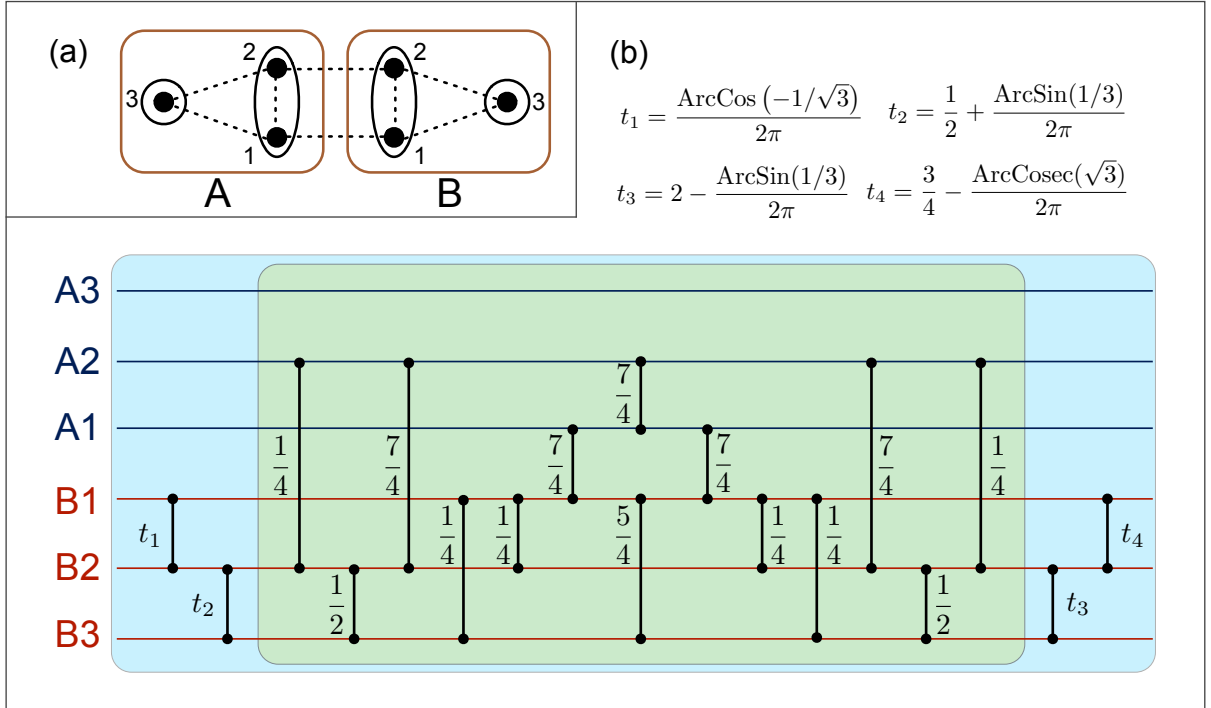 (a)
2 2
3 3
1 1
A B
(b)
t₁ = ArcCos (−1/√3) / 2π t₂ = 1/2 + ArcSin(1/3) / 2π
t₃ = 2 − ArcSin(1/3) / 2π t₄ = 3/4 − ArcCosec(√3) / 2π
A3
A2
7/4
A1
1/4 7/4 7/4 7/4 7/4 1/4
B1
t₁ 1/4 1/4 5/4 1/4 1/4 t₄
B2
t₂ 1/2 1/2 t₃
B3